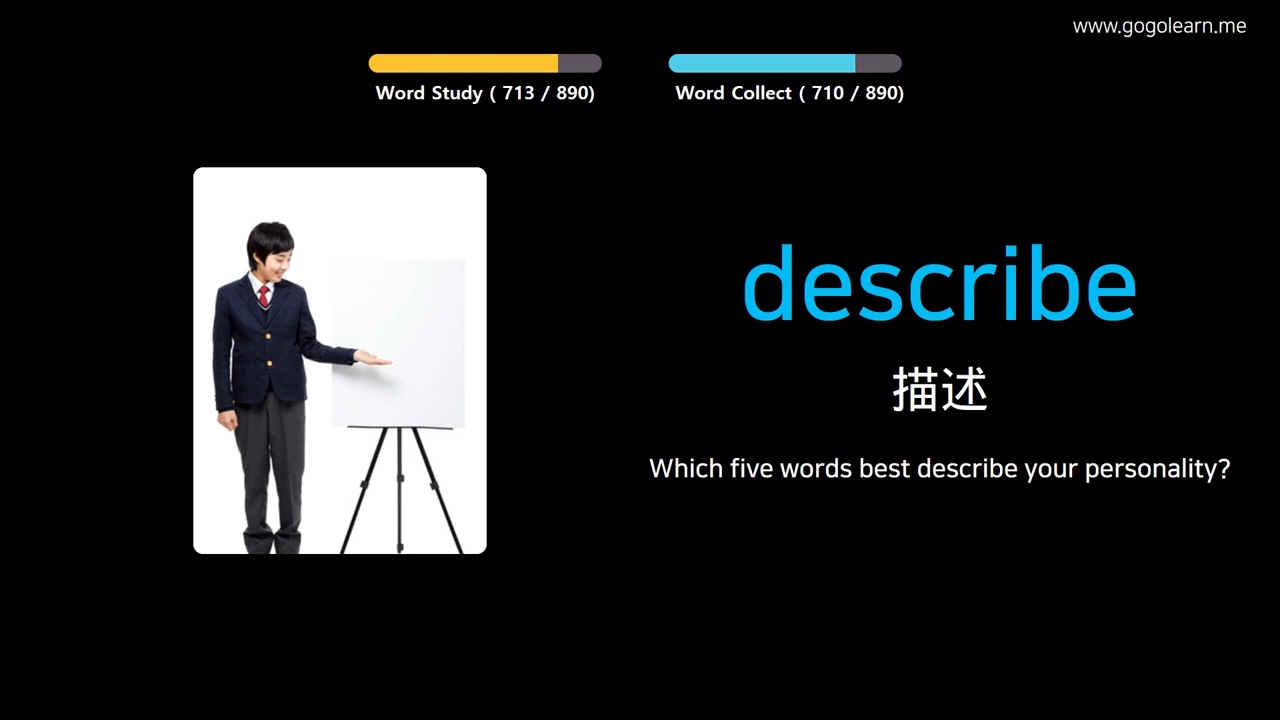 www.gogolearn.me
Word Study ( 713 / 890)
Word Collect ( 710 / 890)
describe
描述
Which five words best describe your personality?